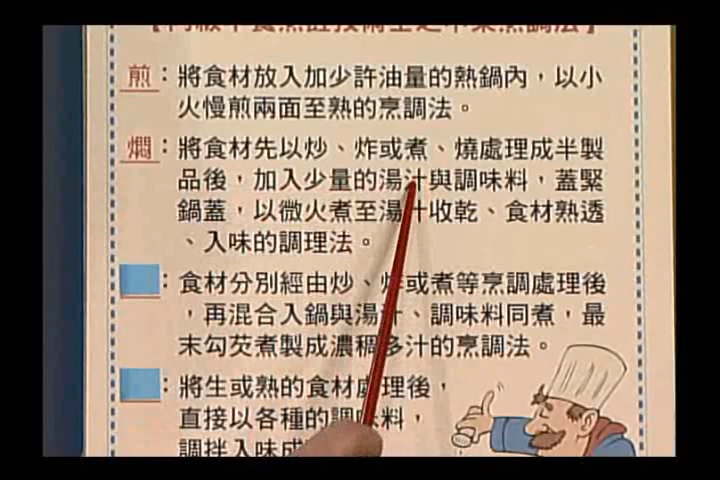 煎：將食材放入加少許油量的熱鍋內，以小
火慢煎兩面至熟的烹調法。
燜：將食材先以炒、炸或煮、燒處理成半製
品後，加入少量的湯汁與調味料，蓋緊
鍋蓋，以微火煮至湯汁收乾、食材熟透
、入味的調理法。
：食材分別經由炒、炸或煮等烹調處理後
，再混合入鍋與湯汁、調味料同煮，最
末勾芡煮製成濃稠多汁的烹調法。
：將生或熟的食材處理後，
直接以各種的調味料，
調拌入味成